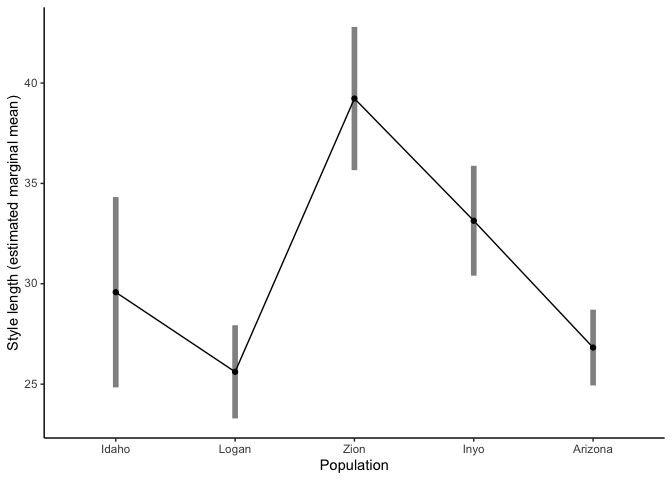 Style length (estimated marginal mean)
40
35
30
25
Idaho Logan Zion Inyo Arizona
Population